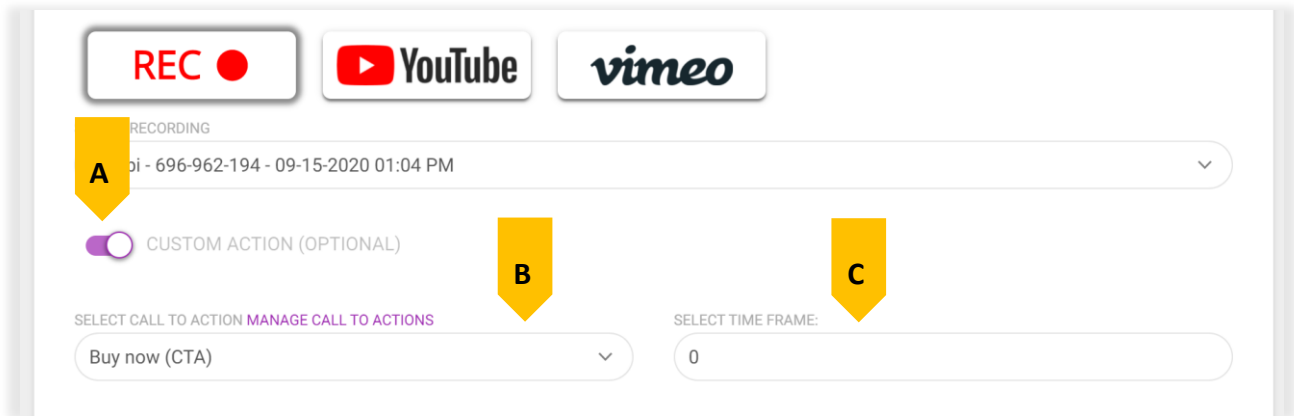 REC
YouTube
vimeo
RECORDING
A
pi - 696-962-194 - 09-15-2020 01:04 PM
CUSTOM ACTION (OPTIONAL)
B
C
SELECT CALL TO ACTION MANAGE CALL TO ACTIONS
SELECT TIME FRAME:
Buy now (CTA)
0